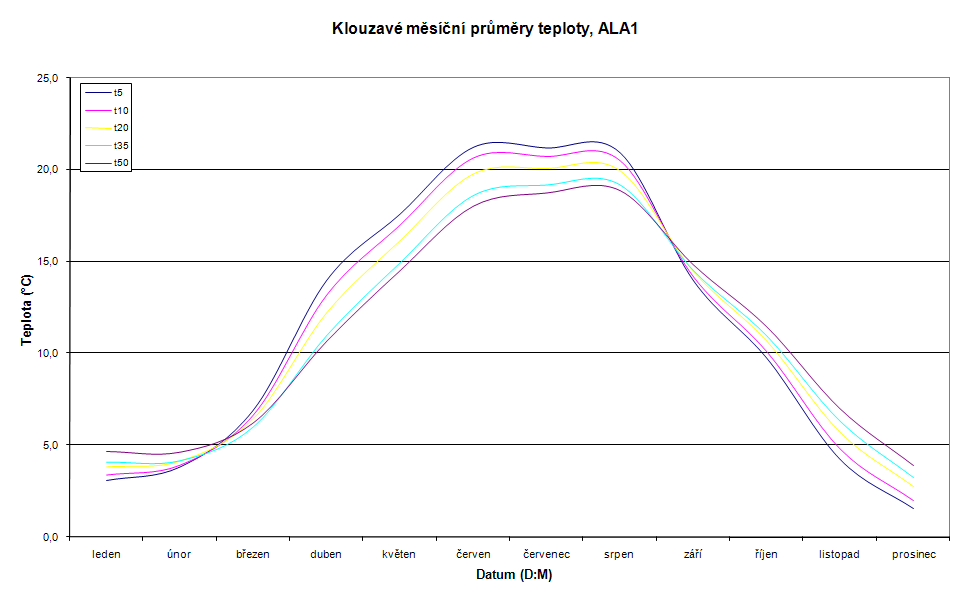 Klouzavé měsíční průměry teploty, ALA1
25,0
20,0
15,0
10,0
5,0
0,0
t5
t10
t20
t35
t50
Teplota (°C)
leden únor březen duben květen červen červenec srpen září říjen listopad prosinec
Datum (D:M)